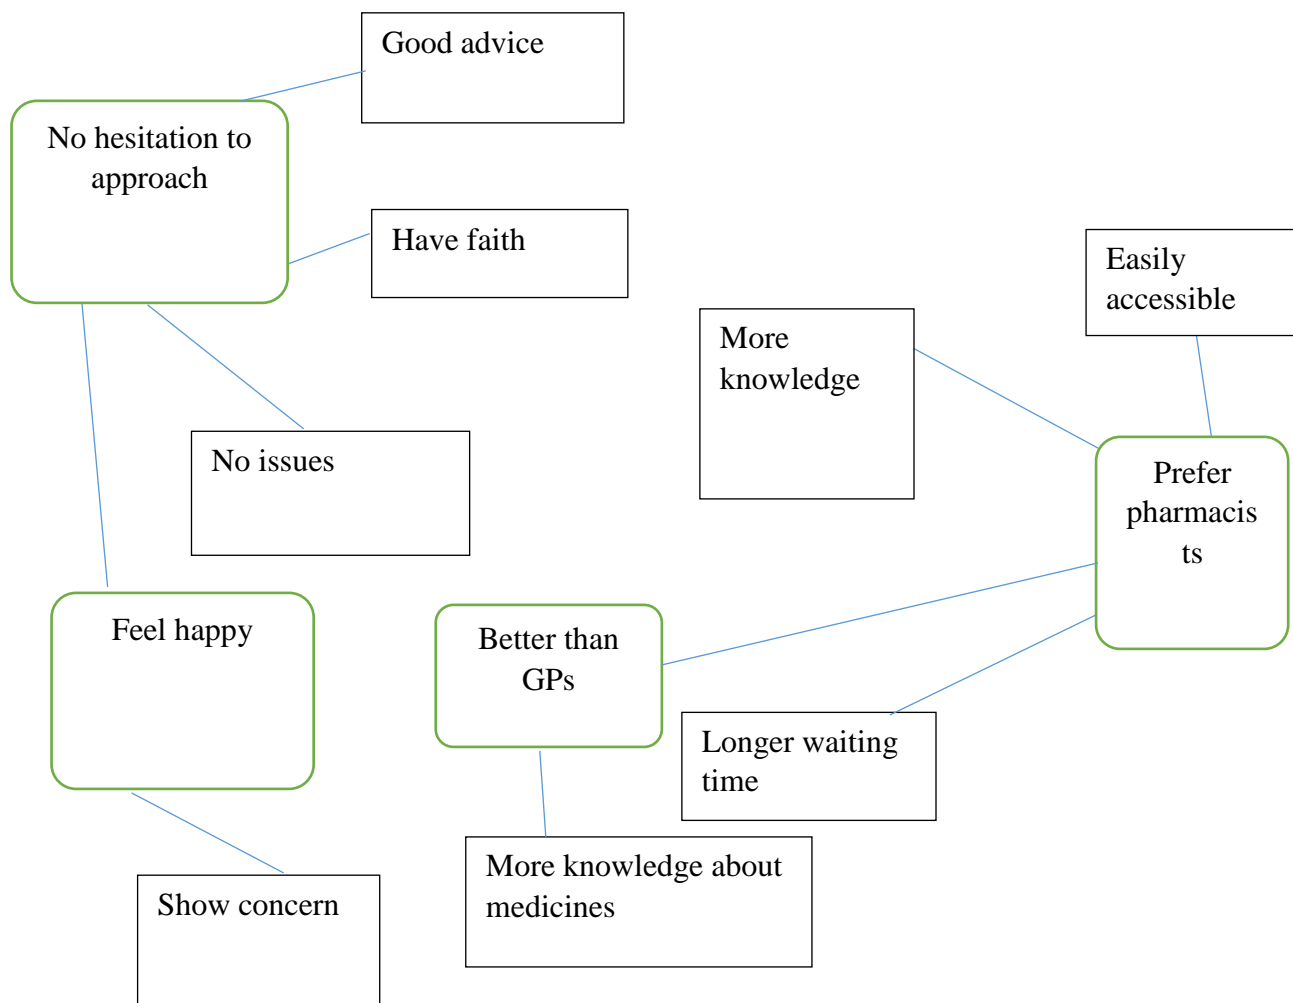 Good advice
No hesitation to
approach
Have faith
Easily
accessible
More
knowledge
No issues
Prefer
pharmacis
ts
Feel happy
Better than
GPs
Longer waiting
time
More knowledge about
medicines
Show concern